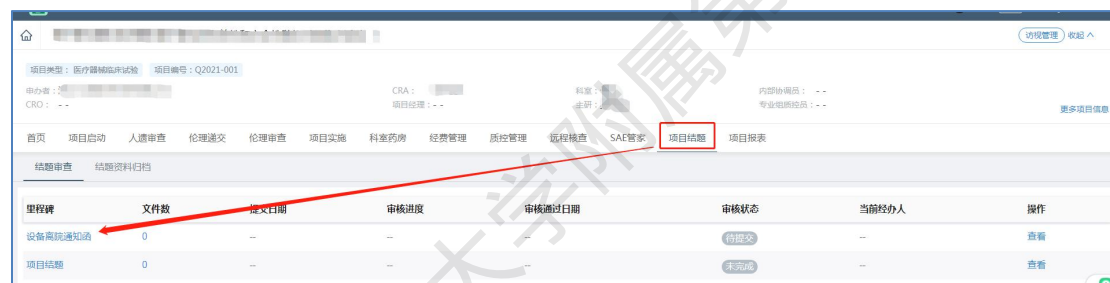 访视管理 收起
项目类型： 医疗器械临床试验 项目编号：Q2021-001
申办者： CRA： 科室： 内部协调员： --
CRO： -- 项目经理：-- 主研： 专业组质控员：--
更多项目信息
首页 项目启动 人遗审查 伦理递交 伦理审查 项目实施 科室药房 经费管理 质控管理 远程核查 SAE管家 项目结题 项目报表
结题审查 结题资料归档
里程碑 文件数 提交日期 审核进度 审核通过日期 审核状态 当前经办人 操作
设备离院通知函 0 -- -- -- 待提交 -- 查看
项目结题 0 -- -- -- 未完成 -- 查看
大学附属第